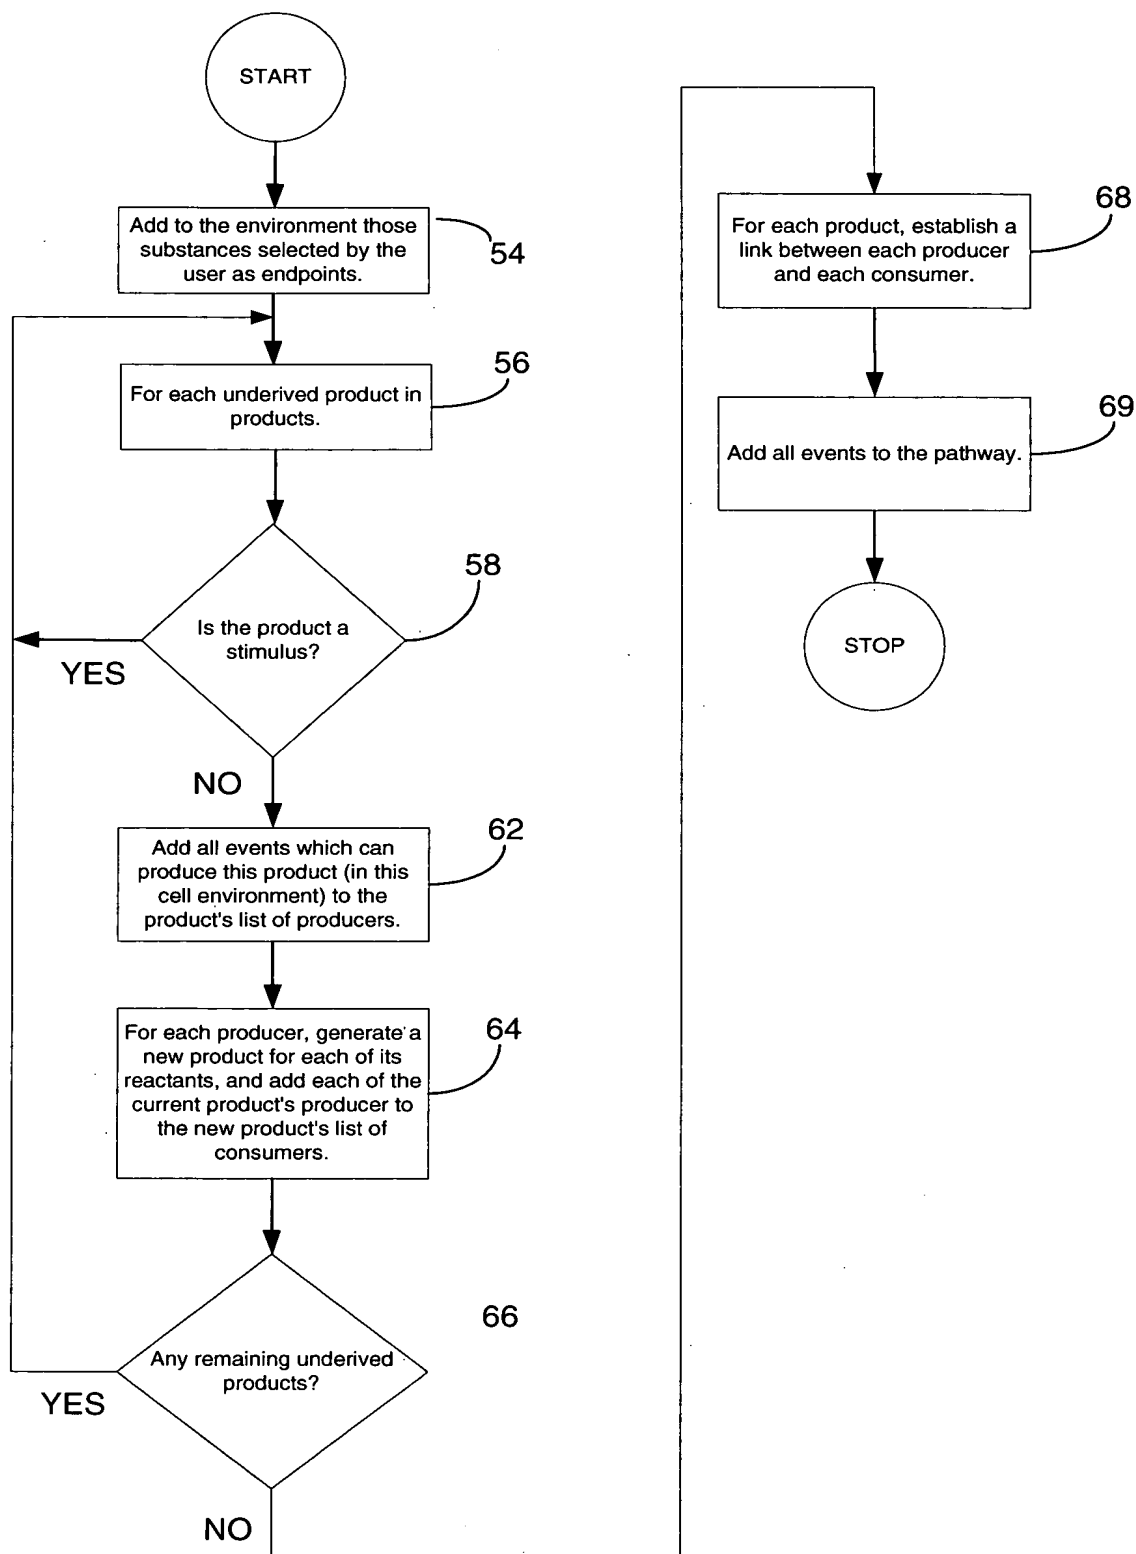 START
Add to the environment those
substances selected by the
user as endpoints.
54
For each underived product in
products.
56
Is the product a
stimulus?
58
YES
NO
Add all events which can
produce this product (in this
cell environment) to the
product's list of producers.
62
For each producer, generate a
new product for each of its
reactants, and add each of the
current product's producer to
the new product's list of
consumers.
64
Any remaining underived
products?
66
YES
NO
For each product, establish a
link between each producer
and each consumer.
68
Add all events to the pathway.
69
STOP